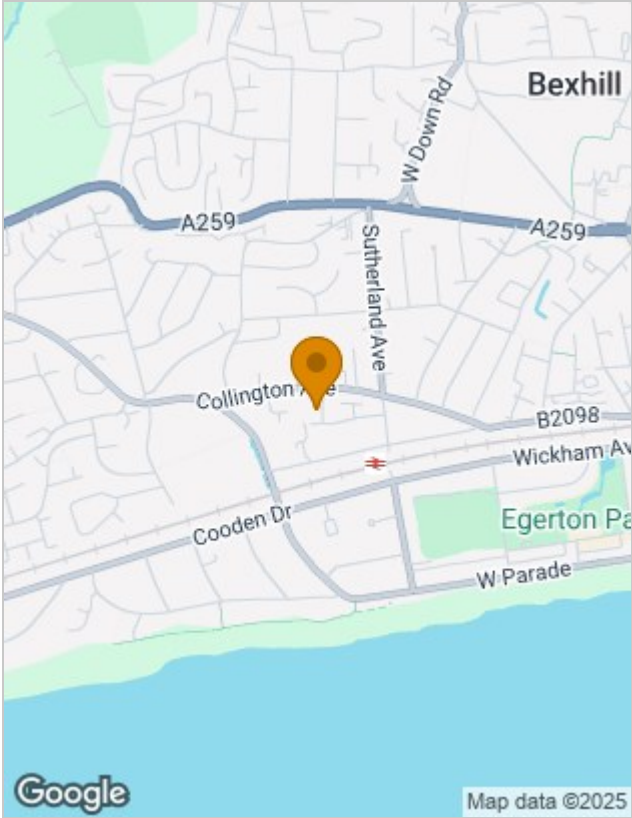 Bexhill
W Down Rd
A259
A259
Sutherland Ave
Collington Ave
B2098
Wickham Av
Egerton Pa
Cooden Dr
W Parade
Google
Map data ©2025